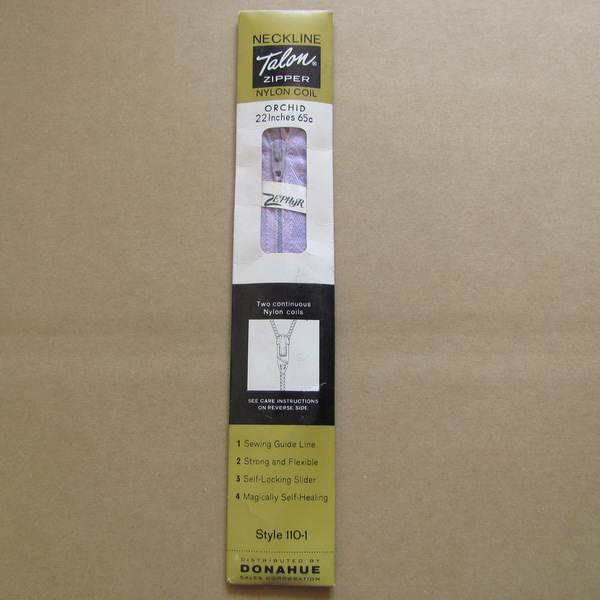 NECKLINE
Talon®
ZIPPER
NYLON COIL
ORCHID
22 Inches 65c
ZEPHYR
Two continuous
Nylon coils
SEE CARE INSTRUCTIONS
ON REVERSE SIDE
1 Sewing Guide Line
2 Strong and Flexible
3 Self-Locking Slider
4 Magically Self-Healing
Style 110-1
DISTRIBUTED BY
DONAHUE
SALES CORPORATION